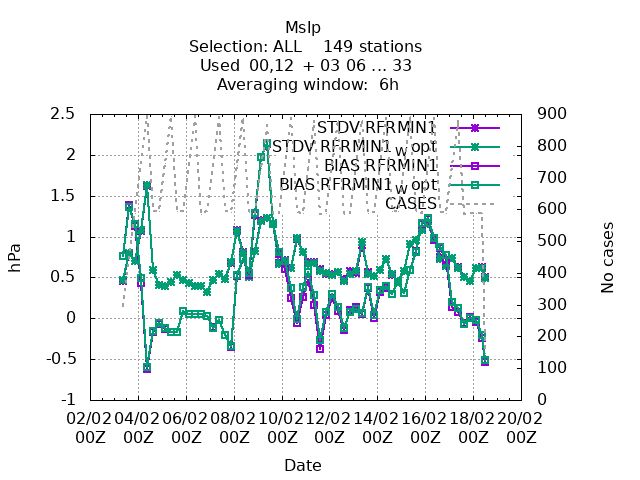 Mslp
Selection: ALL    149 stations
Used  00,12  + 03 06 ... 33
Averaging window:  6h
hPa
2.5
2
1.5
1
0.5
0
-0.5
-1
STDV RFRMIN1
STDV RFRMIN1_W opt
BIAS RFRMIN1
BIAS RFRMIN1_W opt
CASES
900
800
700
600
500
400
300
200
100
0
No cases
02/02 04/02 06/02 08/02 10/02 12/02 14/02 16/02 18/02 20/02
00Z 00Z 00Z 00Z 00Z 00Z 00Z 00Z 00Z 00Z
Date